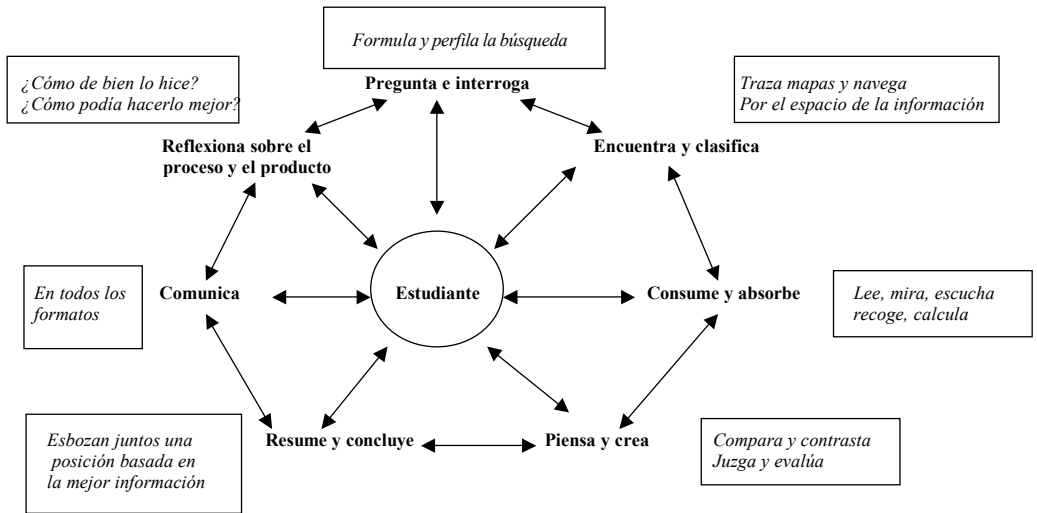 Formula y perfila la búsqueda
Pregunta e interroga
¿Cómo de bien lo hice?
¿Cómo podía hacerlo mejor?
Reflexiona sobre el
proceso y el producto
Traza mapas y navega
Por el espacio de la información
Encuentra y clasifica
En todos los
formatos
Comunica
Estudiante
Consume y absorbe
Lee, mira, escucha
recoge, calcula
Esbozan juntos una
posición basada en
la mejor información
Resume y concluye
Piensa y crea
Compara y contrasta
Juzga y evalúa